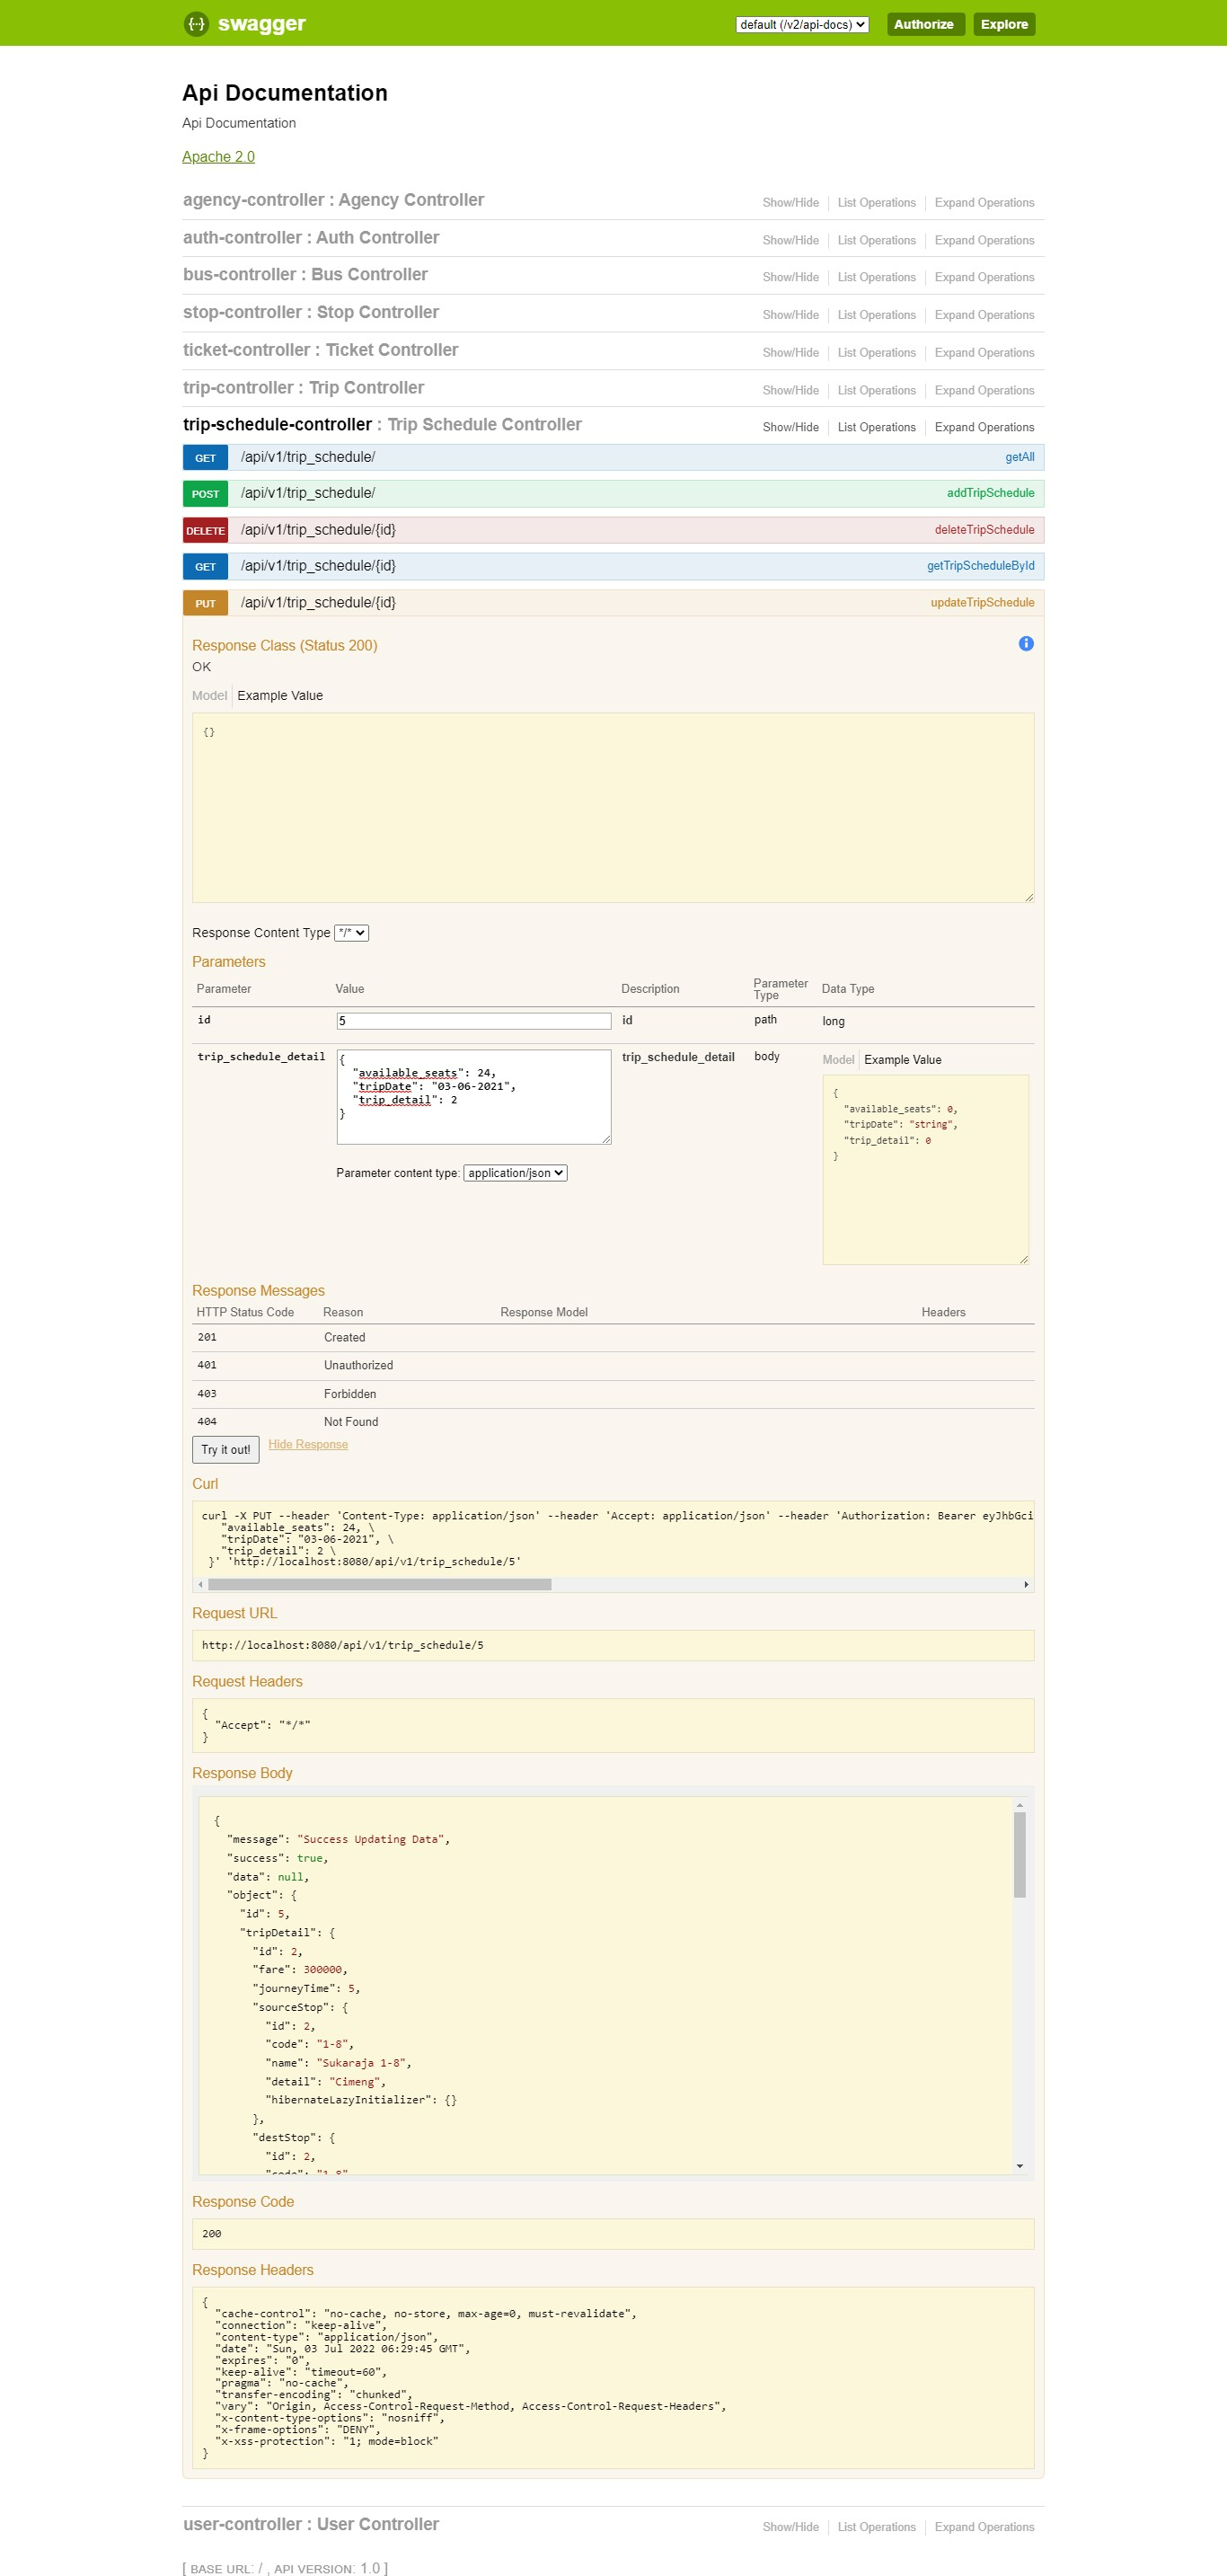 swagger
default (/v2/api-docs)
Authorize
Explore
Api Documentation
Api Documentation
Apache 2.0
agency-controller : Agency Controller Show/Hide List Operations Expand Operations
auth-controller : Auth Controller Show/Hide List Operations Expand Operations
bus-controller : Bus Controller Show/Hide List Operations Expand Operations
stop-controller : Stop Controller Show/Hide List Operations Expand Operations
ticket-controller : Ticket Controller Show/Hide List Operations Expand Operations
trip-controller : Trip Controller Show/Hide List Operations Expand Operations
trip-schedule-controller : Trip Schedule Controller Show/Hide List Operations Expand Operations
GET /api/v1/trip_schedule/ getAll
POST /api/v1/trip_schedule/ addTripSchedule
DELETE /api/v1/trip_schedule/{id} deleteTripSchedule
GET /api/v1/trip_schedule/{id} getTripScheduleById
PUT /api/v1/trip_schedule/{id} updateTripSchedule
Response Class (Status 200)
OK
Model Example Value
{}
Response Content Type */*
Parameters
Parameter Value Description Parameter Type Data Type
id 5 id path long
trip_schedule_detail
{
"available_seats": 24,
"tripDate": "03-06-2021",
"trip_detail": 2
}
Parameter content type: application/json
trip_schedule_detail body
Model Example Value
{
"available_seats": 0,
"tripDate": "string",
"trip_detail": 0
}
Response Messages
HTTP Status Code Reason Response Model Headers
201 Created
401 Unauthorized
403 Forbidden
404 Not Found
Try it out! Hide Response
Curl
curl -X PUT --header 'Content-Type: application/json' --header 'Accept: application/json' --header 'Authorization: Bearer eyJhbGci
"available_seats": 24, \
"tripDate": "03-06-2021", \
"trip_detail": 2 \
}' 'http://localhost:8080/api/v1/trip_schedule/5'
Request URL
http://localhost:8080/api/v1/trip_schedule/5
Request Headers
{
"Accept": "*/*"
}
Response Body
{
"message": "Success Updating Data",
"success": true,
"data": null,
"object": {
"id": 5,
"tripDetail": {
"id": 2,
"fare": 300000,
"journeyTime": 5,
"sourceStop": {
"id": 2,
"code": "1-8",
"name": "Sukaraja 1-8",
"detail": "Cimeng",
"hibernateLazyInitializer": {}
},
"destStop": {
"id": 2,
"code": "1-8"
Response Code
200
Response Headers
{
"cache-control": "no-cache, no-store, max-age=0, must-revalidate",
"connection": "keep-alive",
"content-type": "application/json",
"date": "Sun, 03 Jul 2022 06:29:45 GMT",
"expires": "0",
"keep-alive": "timeout=60",
"pragma": "no-cache",
"transfer-encoding": "chunked",
"vary": "Origin, Access-Control-Request-Method, Access-Control-Request-Headers",
"x-content-type-options": "nosniff",
"x-frame-options": "DENY",
"x-xss-protection": "1; mode=block"
}
user-controller : User Controller Show/Hide List Operations Expand Operations
[ BASE URL: / , API VERSION: 1.0 ]